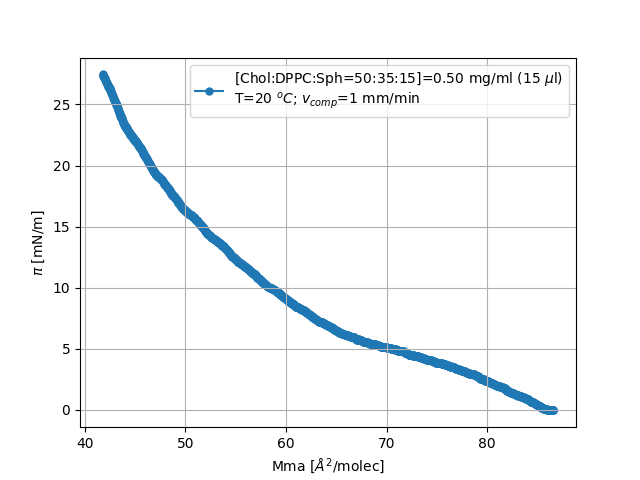 [Chol:DPPC:Sph=50:35:15]=0.50 mg/ml (15 μl)
T=20 °C; v_comp=1 mm/min
25
20
15
10
5
0
π [mN/m]
40 50 60 70 80
Mma [Å²/molec]